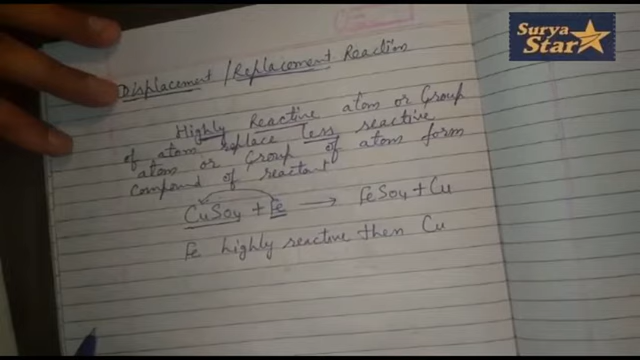 Surya
Star
Displacement / Replacement Reaction
Highly Reactive atom or Group
of atom replace less reactive
atom or Group of atom form
compound of reactant
CuSo4 + Fe → FeSo4 + Cu
Fe highly reactive then Cu